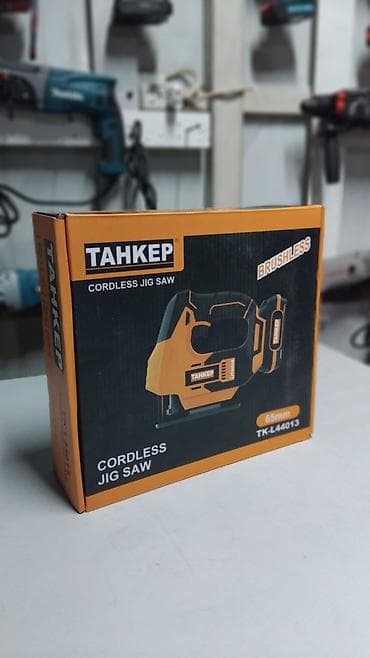 TAHKEP
CORDLESS JIG SAW
BRUSHLESS
TAHKEP
65mm
TK-L44013
CORDLESS
JIG SAW
TAHKEP